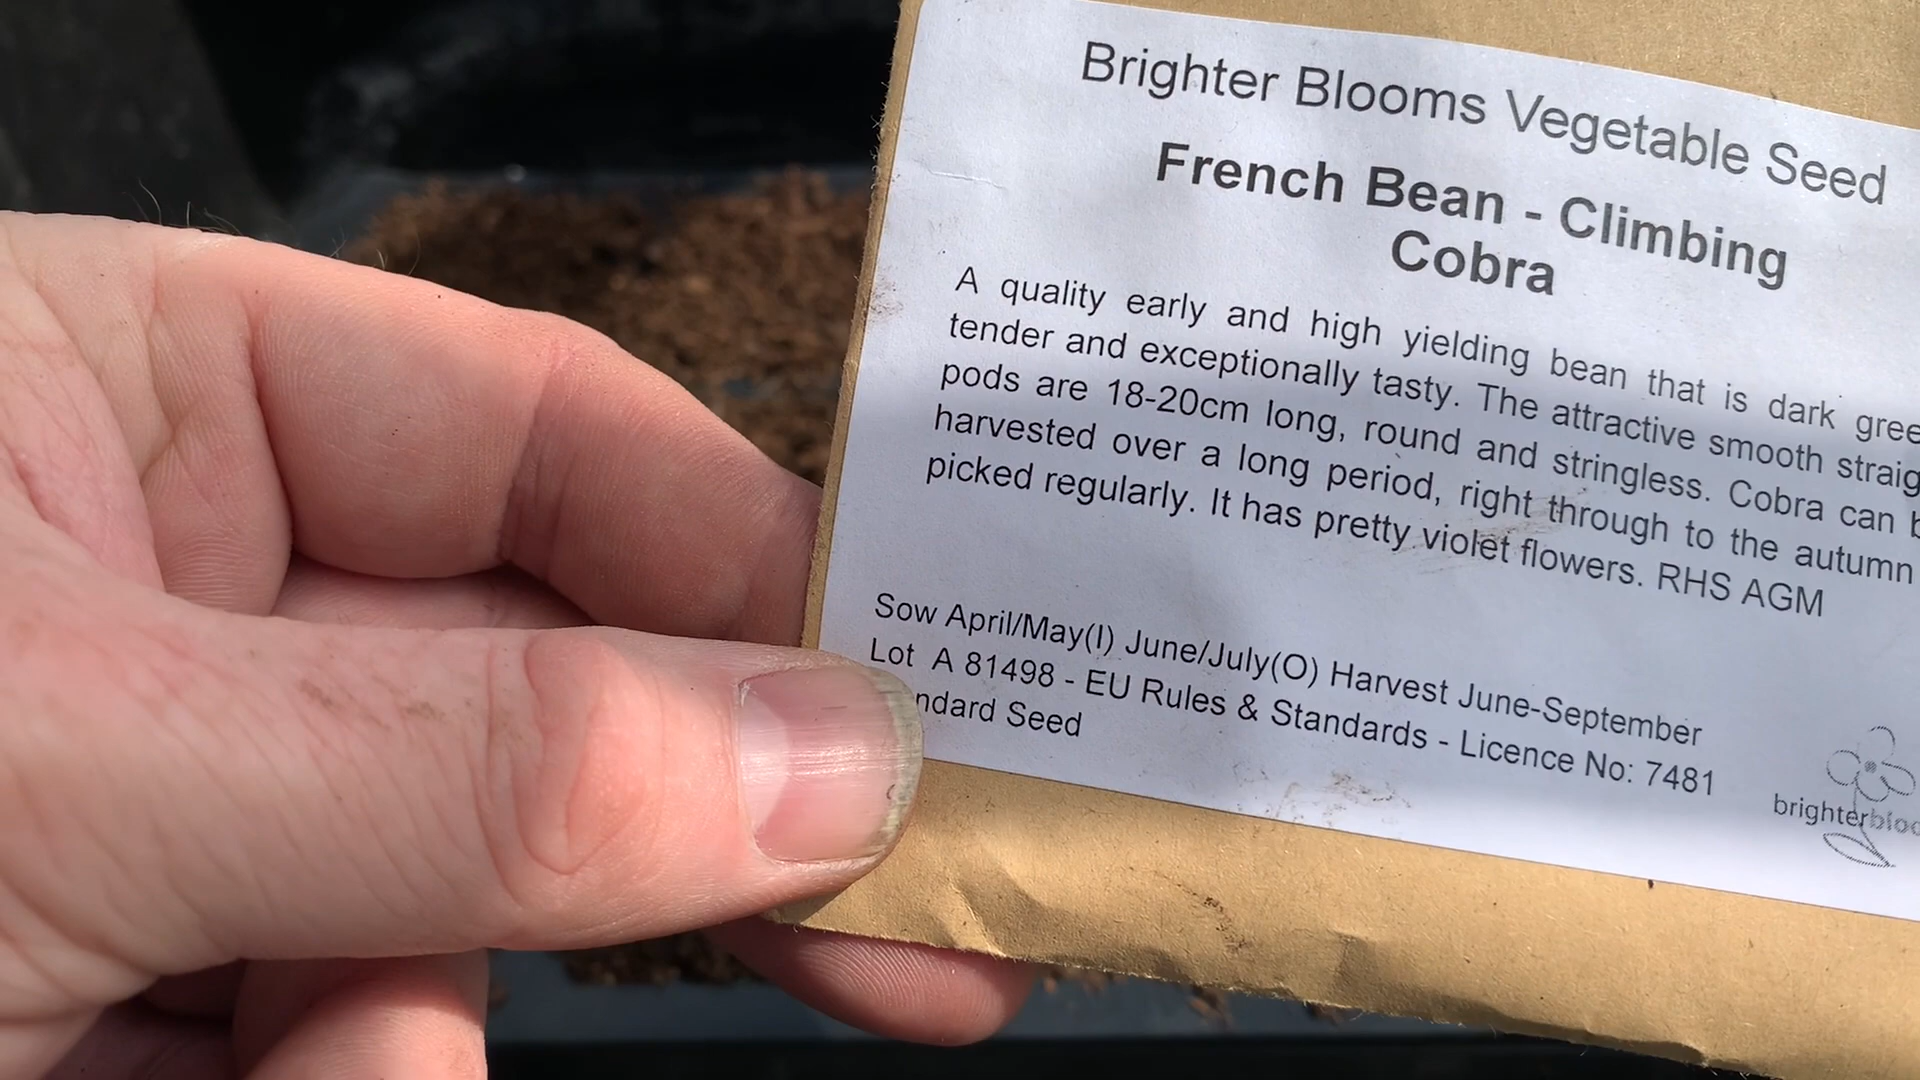 Brighter Blooms Vegetable Seed
French Bean - Climbing
Cobra
A quality early and high yielding bean that is dark gree
tender and exceptionally tasty. The attractive smooth straig
pods are 18-20cm long, round and stringless. Cobra can b
harvested over a long period, right through to the autumn
picked regularly. It has pretty violet flowers. RHS AGM
Sow April/May(I) June/July(O) Harvest June-September
Lot A 81498 - EU Rules & Standards - Licence No: 7481
ndard Seed
brighterbloo